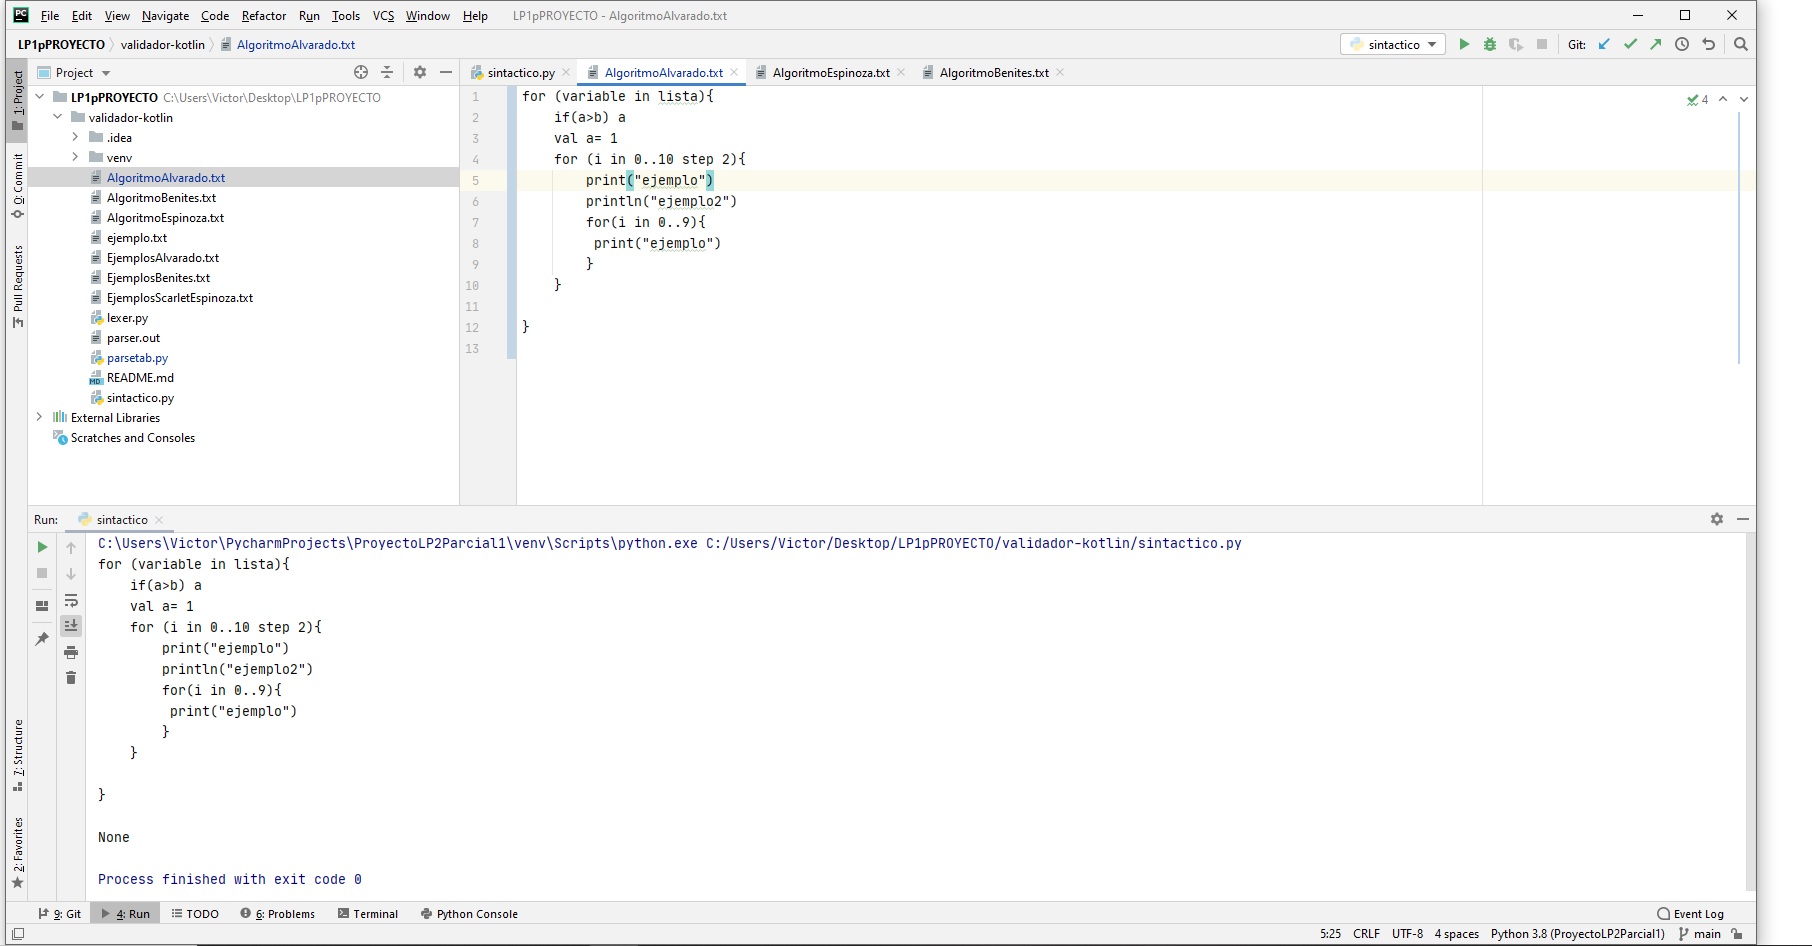 PC File Edit View Navigate Code Refactor Run Tools VCS Window Help LP1pPROYECTO - AlgoritmoAlvarado.txt
LP1pPROYECTO validador-kotlin AlgoritmoAlvarado.txt sintactico Git:
1: Project
0: Commit
Pull Requests
7: Structure
2: Favorites
Project
LP1pPROYECTO C:\Users\Victor\Desktop\LP1pPROYECTO
validador-kotlin
.idea
venv
AlgoritmoAlvarado.txt
AlgoritmoBenites.txt
AlgoritmoEspinoza.txt
ejemplo.txt
EjemplosAlvarado.txt
EjemplosBenites.txt
EjemplosScarletEspinoza.txt
lexer.py
parser.out
parsetab.py
MD README.md
sintactico.py
External Libraries
Scratches and Consoles
sintactico.py AlgoritmoAlvarado.txt AlgoritmoEspinoza.txt AlgoritmoBenites.txt
4
1 for (variable in lista){
2     if(a>b) a
3     val a= 1
4     for (i in 0..10 step 2){
5         print("ejemplo")
6         println("ejemplo2")
7         for(i in 0..9){
8          print("ejemplo")
9         }
10     }
11
12 }
13
Run: sintactico
C:\Users\Victor\PycharmProjects\ProyectoLP2Parcial1\venv\Scripts\python.exe C:/Users/Victor/Desktop/LP1pPROYECTO/validador-kotlin/sintactico.py
for (variable in lista){
    if(a>b) a
    val a= 1
    for (i in 0..10 step 2){
        print("ejemplo")
        println("ejemplo2")
        for(i in 0..9){
         print("ejemplo")
        }
    }
}
None
Process finished with exit code 0
9: Git 4: Run TODO 6: Problems Terminal Python Console Event Log
5:25 CRLF UTF-8 4 spaces Python 3.8 (ProyectoLP2Parcial1) main